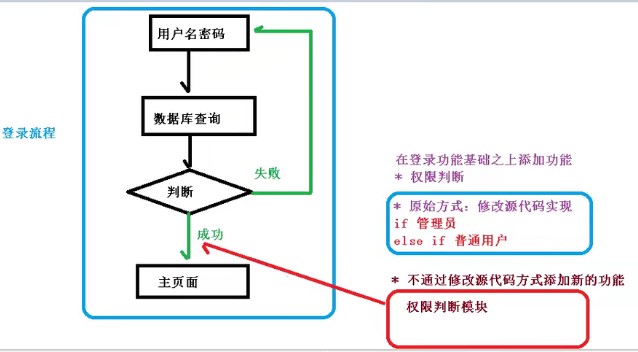 用户名密码
登录流程
数据库查询
判断
失败
成功
主页面
在登录功能基础之上添加功能
* 权限判断
* 原始方式：修改源代码实现
if 管理员
else if 普通用户
* 不通过修改源代码方式添加新的功能
权限判断模块